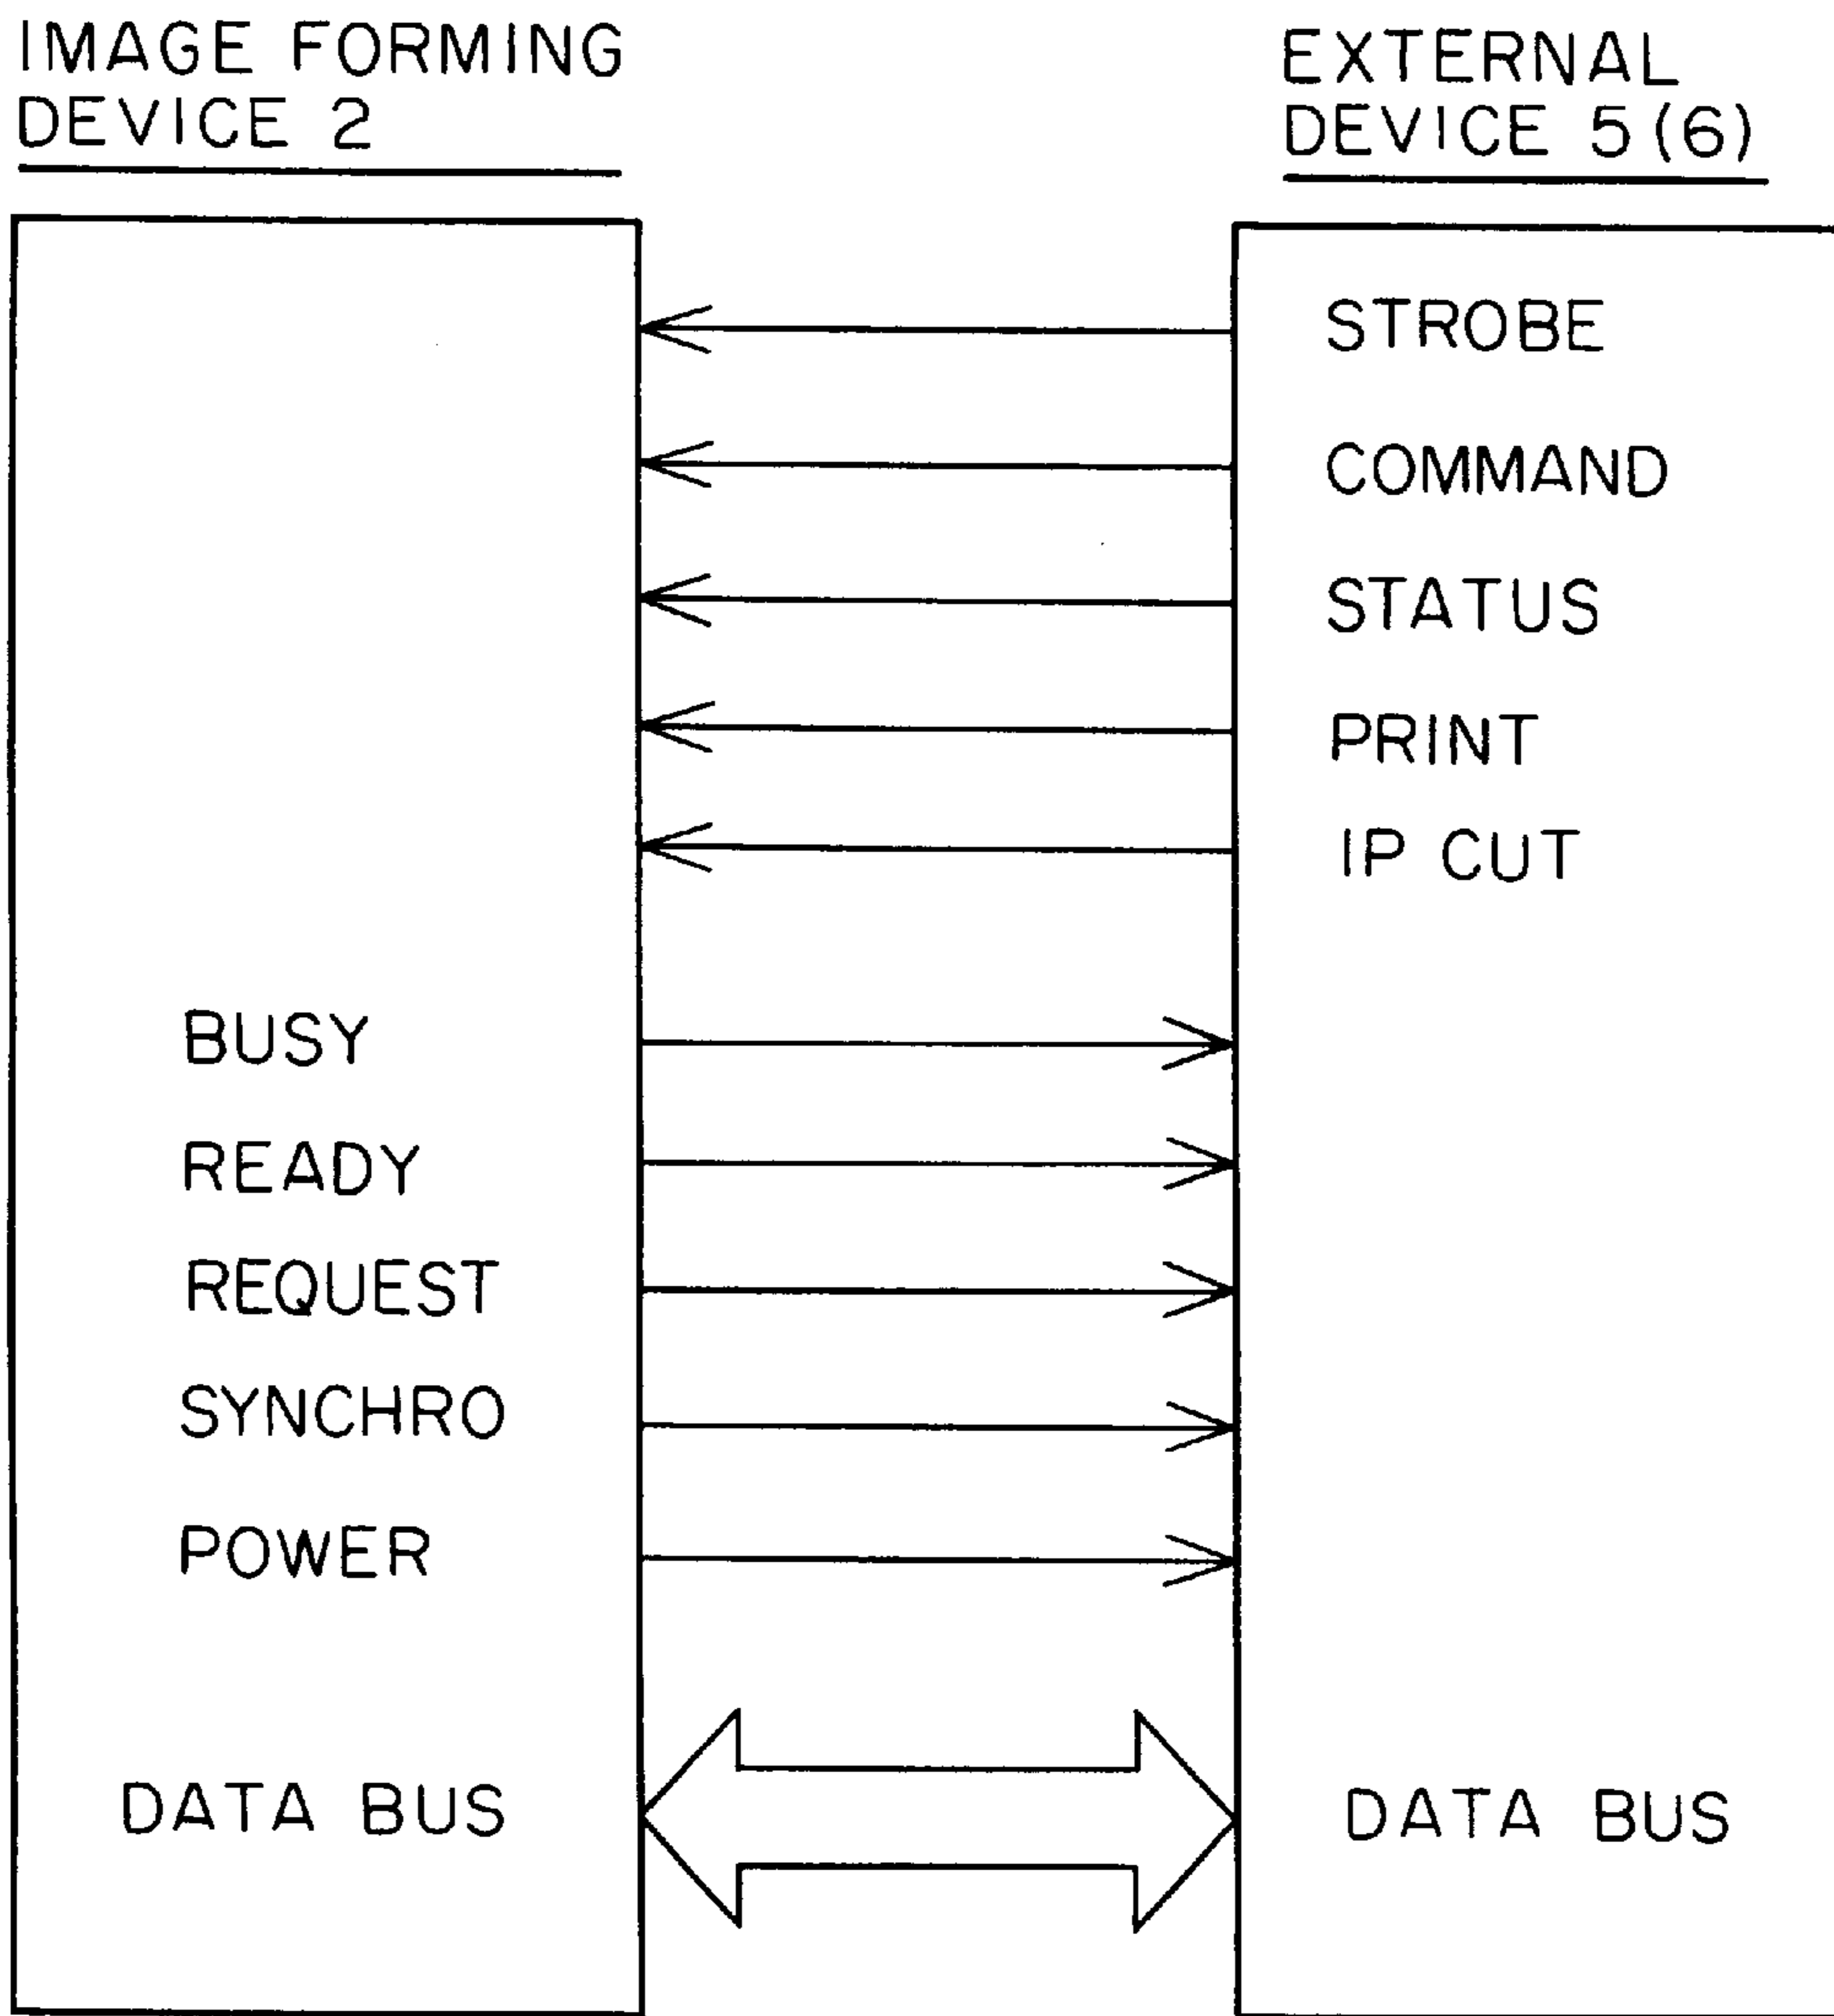 IMAGE FORMING
DEVICE 2
EXTERNAL
DEVICE 5(6)
STROBE
COMMAND
STATUS
PRINT
IP CUT
BUSY
READY
REQUEST
SYNCHRO
POWER
DATA BUS
DATA BUS